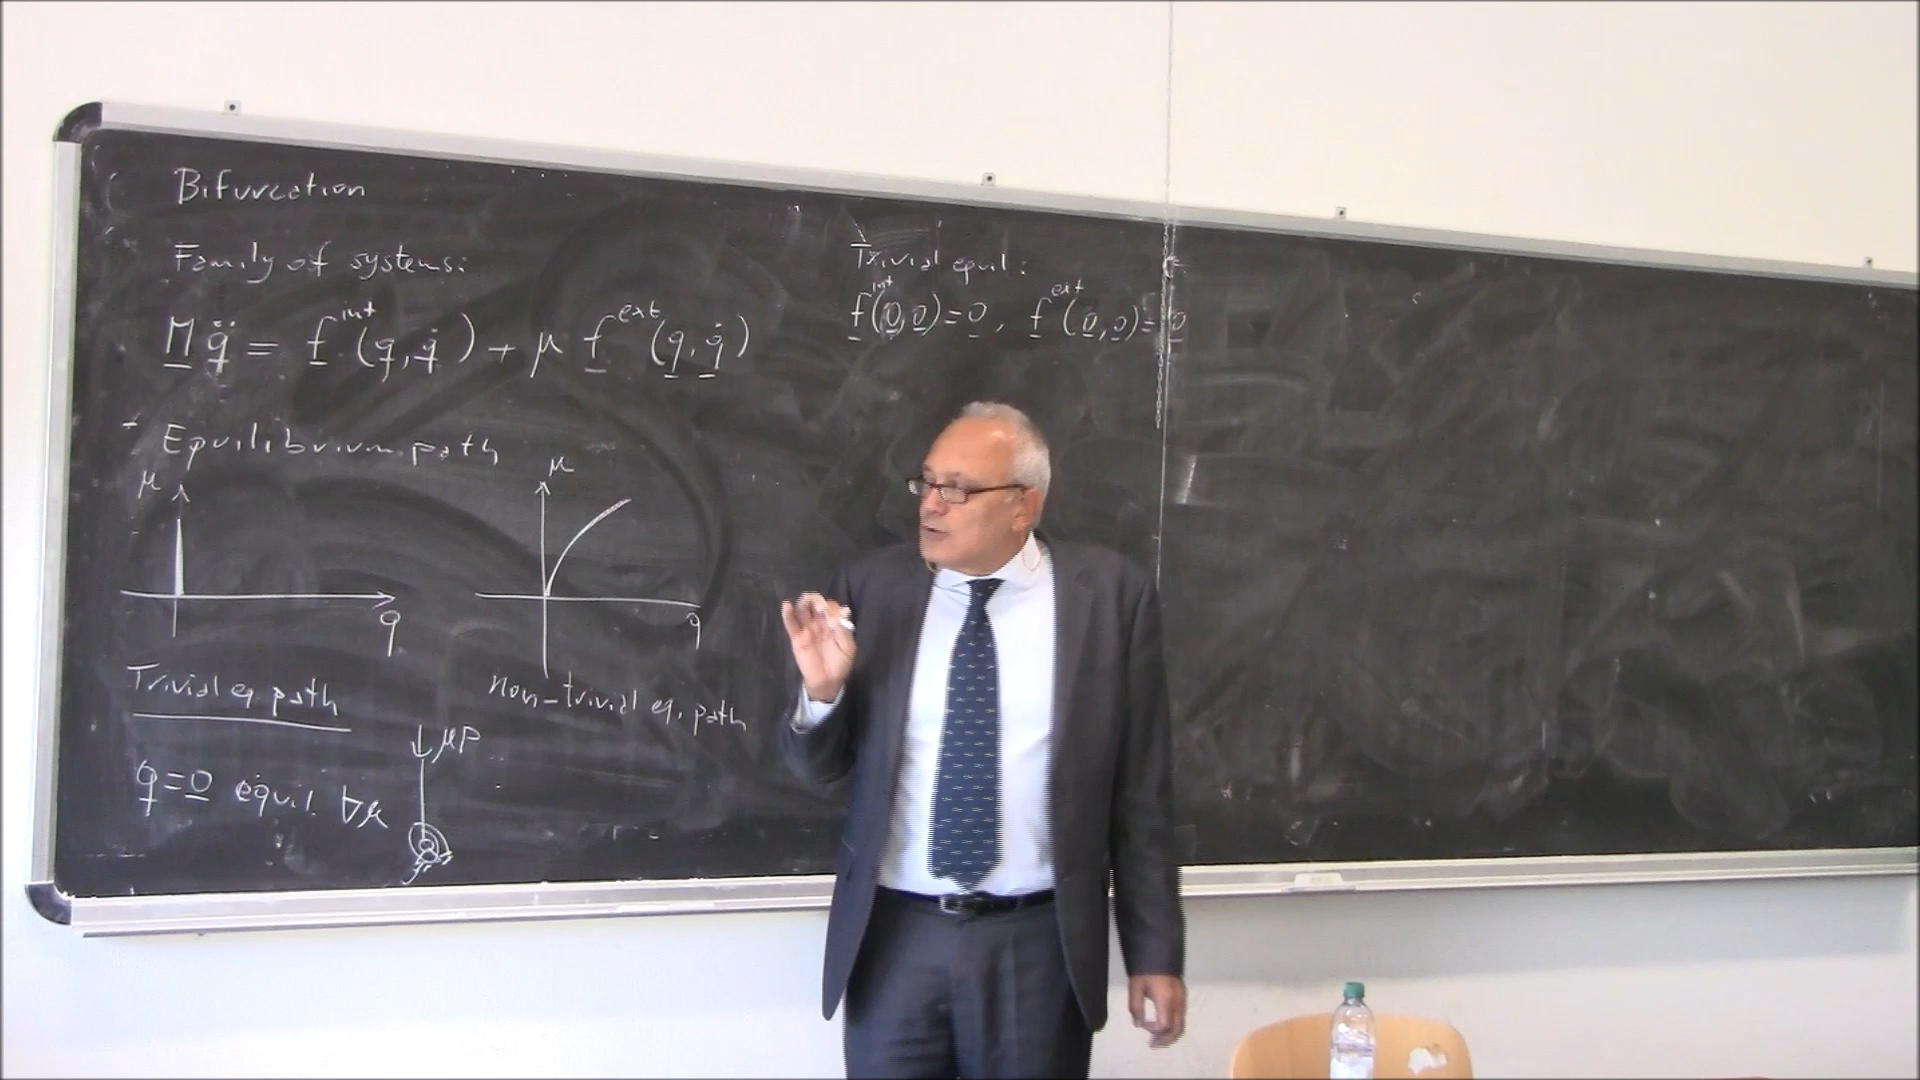 Bifurcation
Family of systems:
M q̈ = f^int (q, q̇) + μ f^ext (q, q̇)
Equilibrium path
μ
q
Trivial eq. path
q = 0 equil. ∀μ
μ
q
non-trivial eq. path
μP
Trivial equil:
f^int (0,0) = 0, f^ext (0,0) = 0